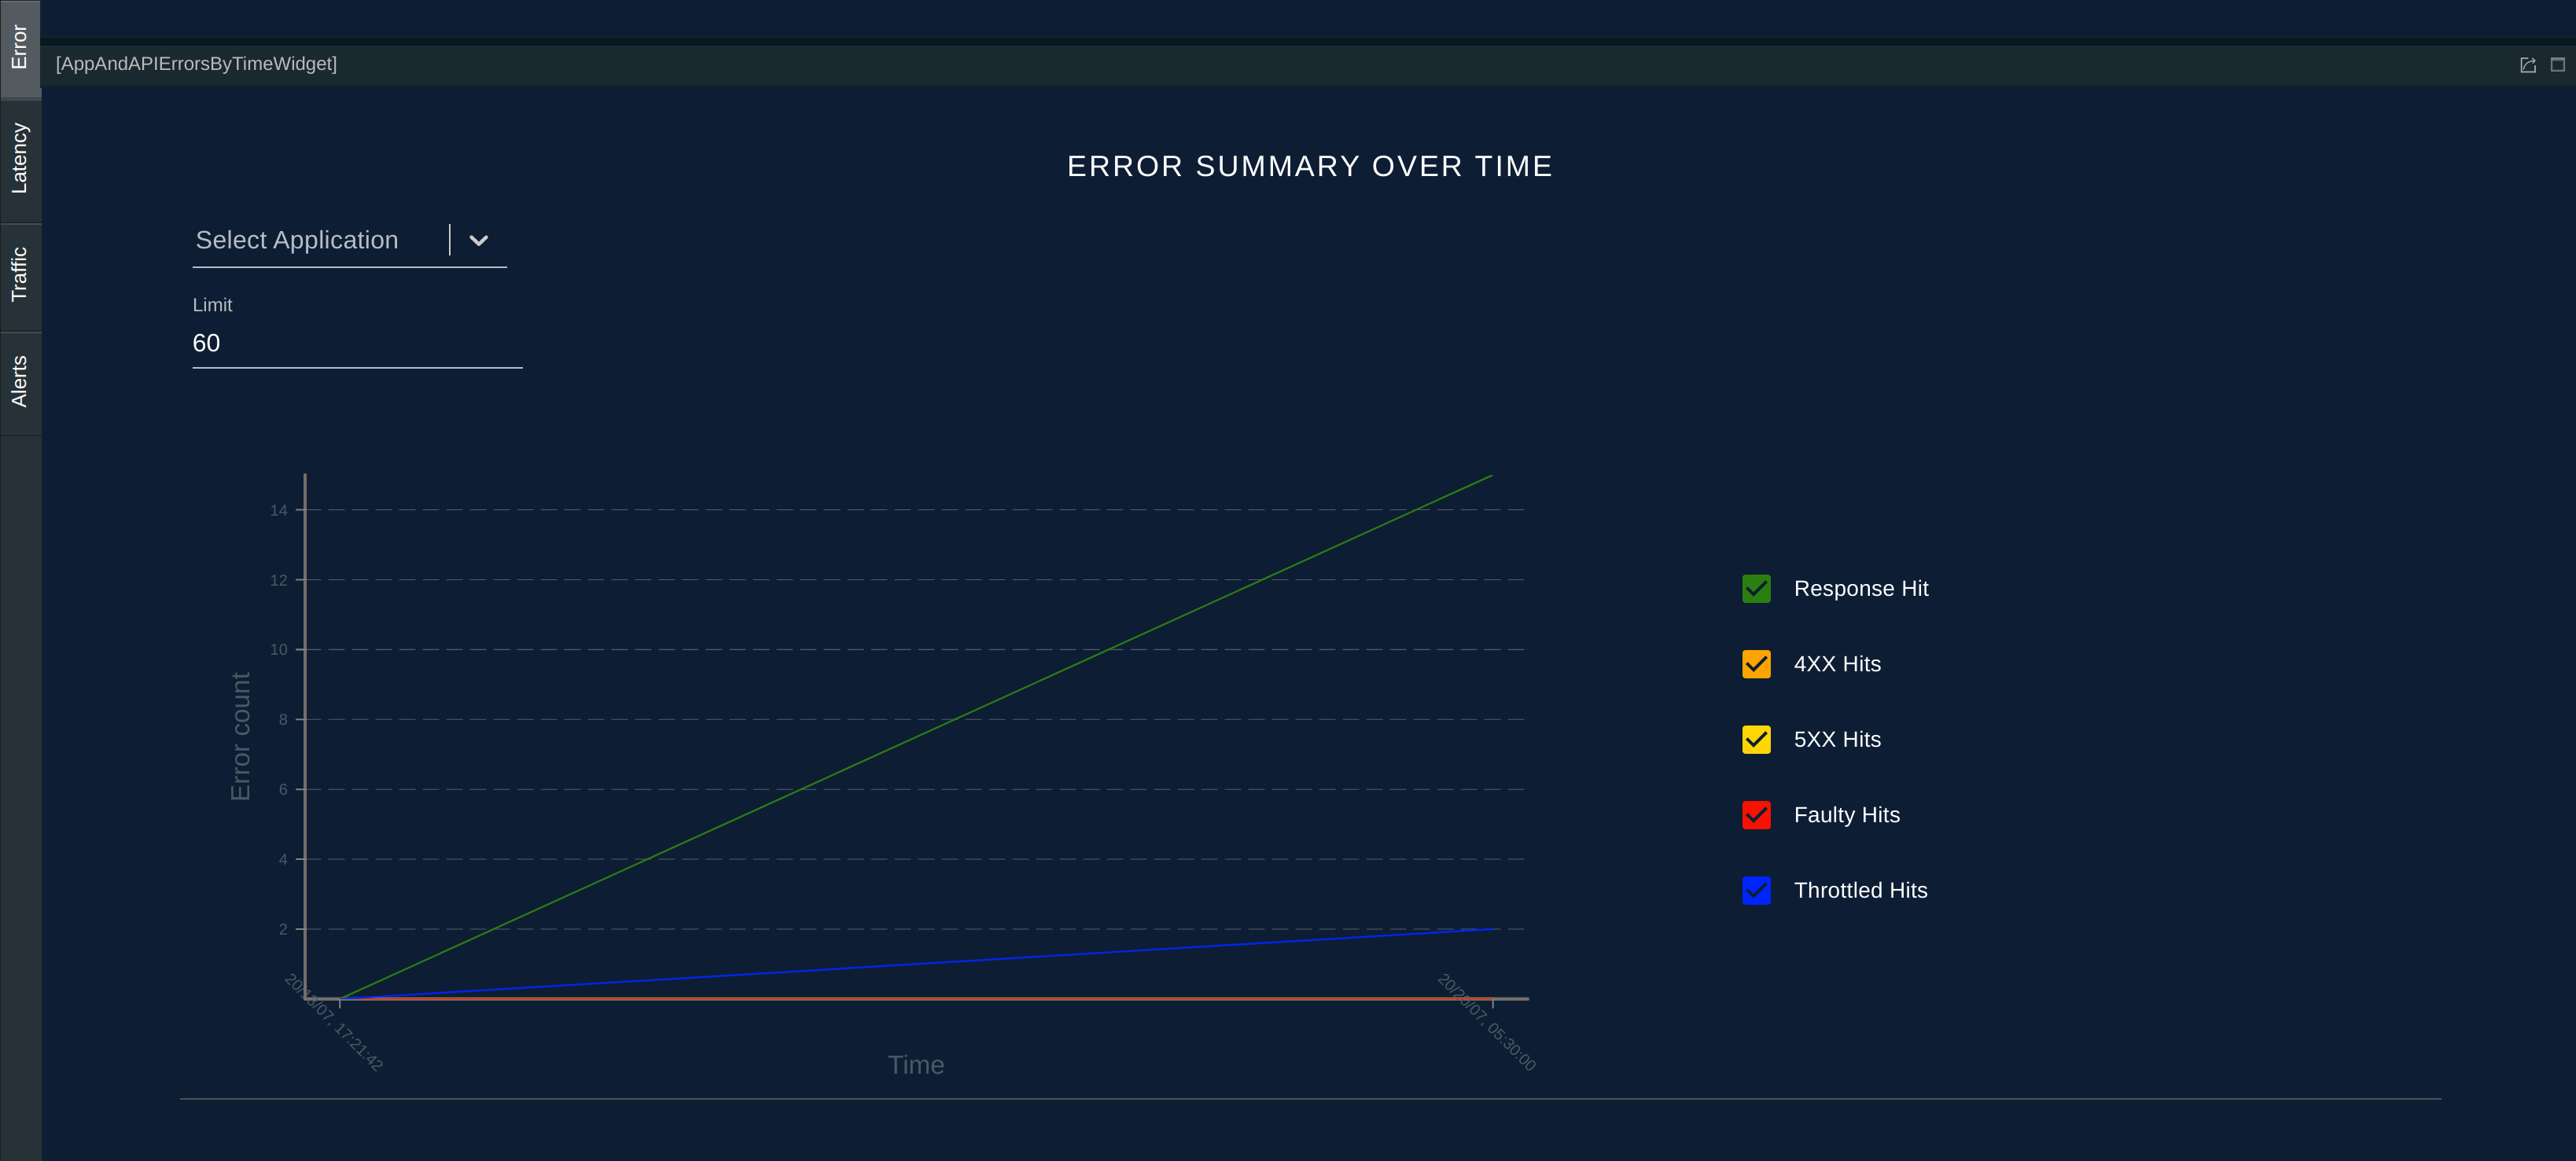 Error
[AppAndAPIErrorsByTimeWidget]
Latency
Traffic
Alerts
ERROR SUMMARY OVER TIME
Select Application
Limit
60
14
12
10
8
6
4
2
Error count
20/18/07, 17:21:42
20/20/07, 05:30:00
Time
Response Hit
4XX Hits
5XX Hits
Faulty Hits
Throttled Hits